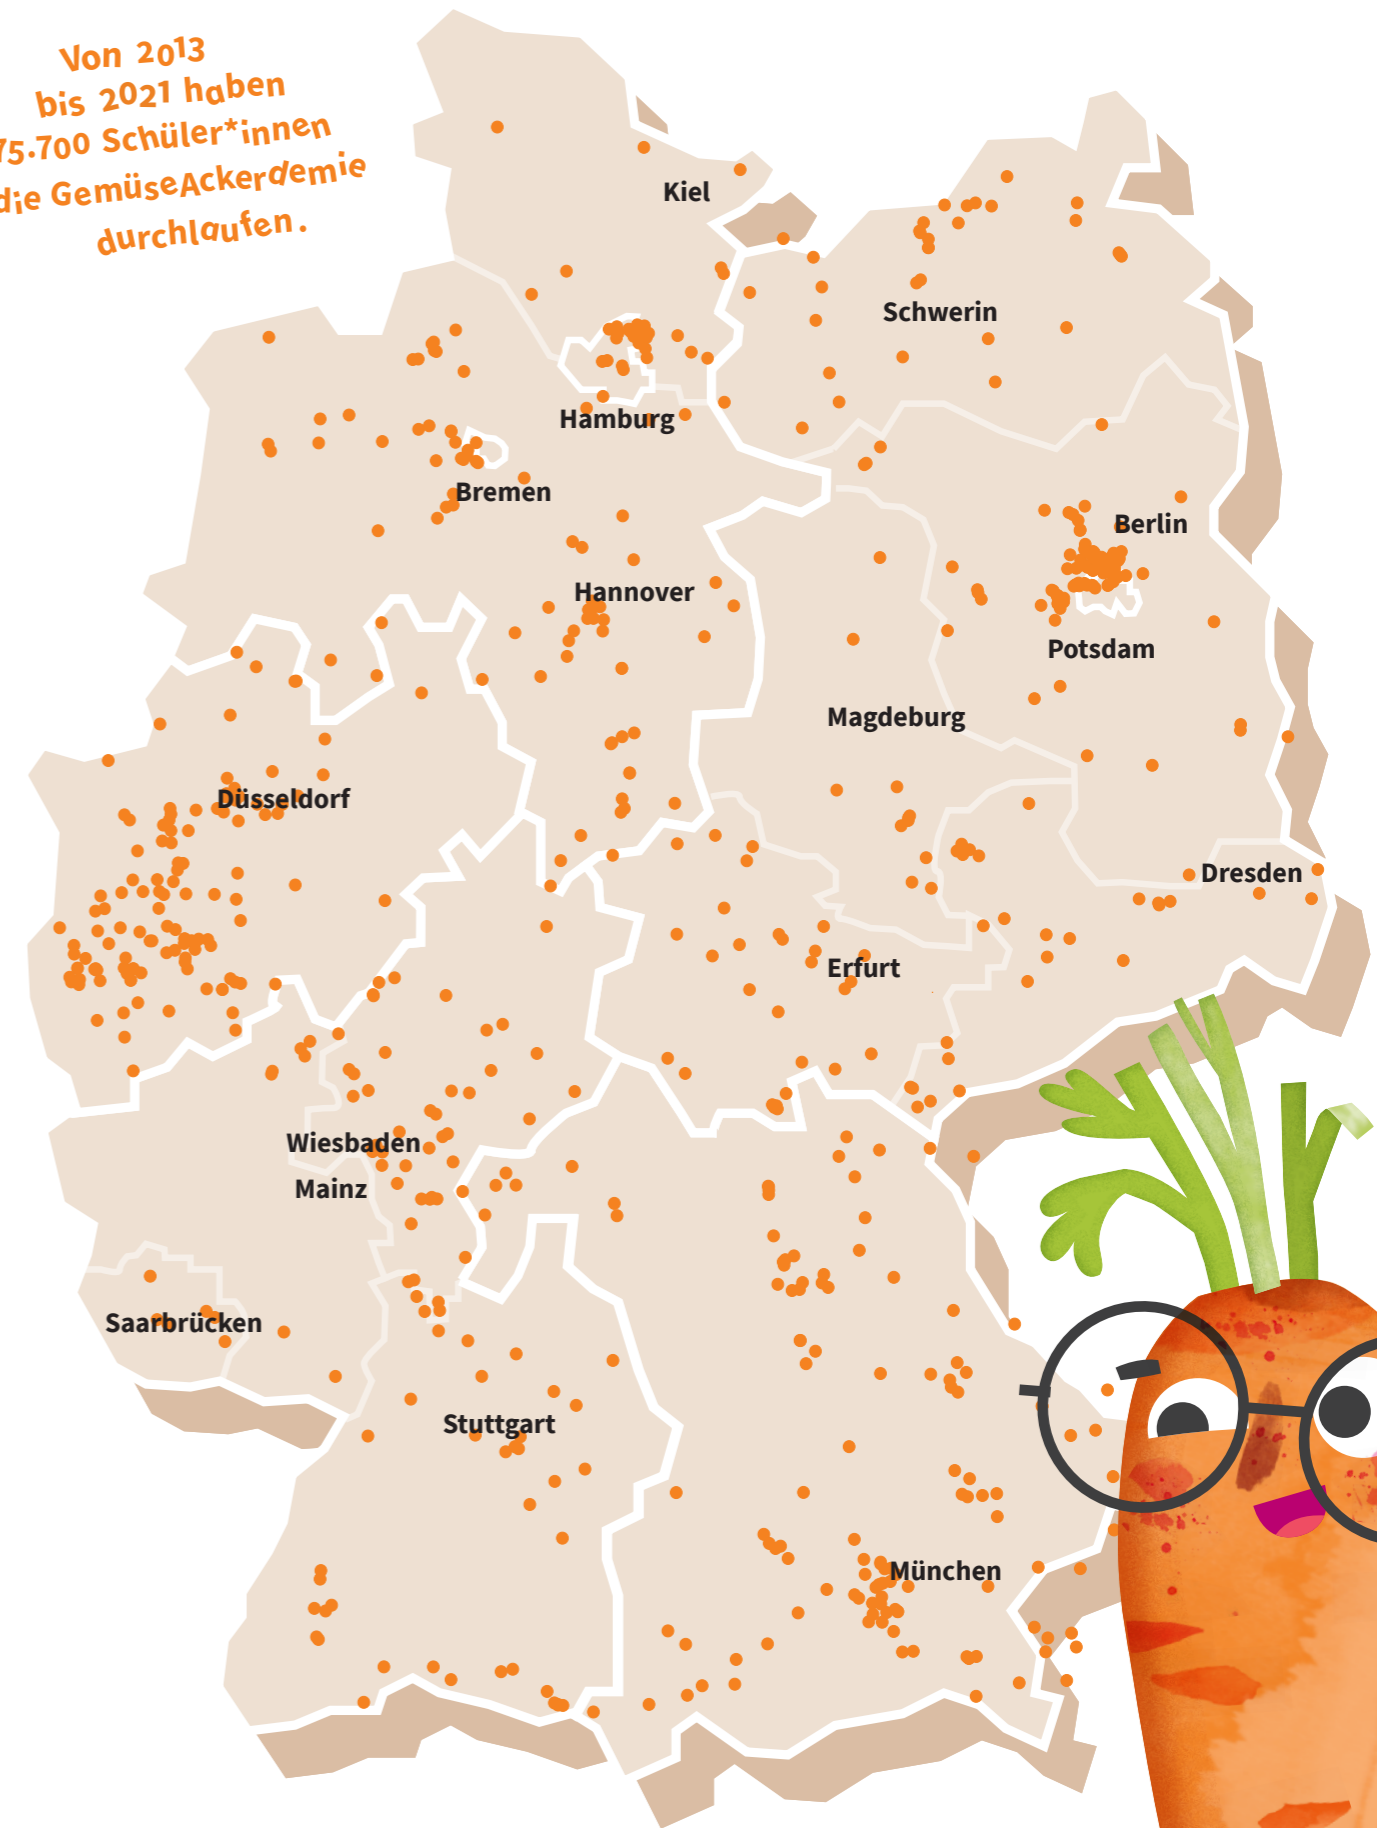 Von 2013
bis 2021 haben
75.700 Schüler*innen
die GemüseAckerdemie
durchlaufen.
Kiel
Schwerin
Hamburg
Bremen
Berlin
Hannover
Potsdam
Magdeburg
Düsseldorf
Dresden
Erfurt
Wiesbaden
Mainz
Saarbrücken
Stuttgart
München